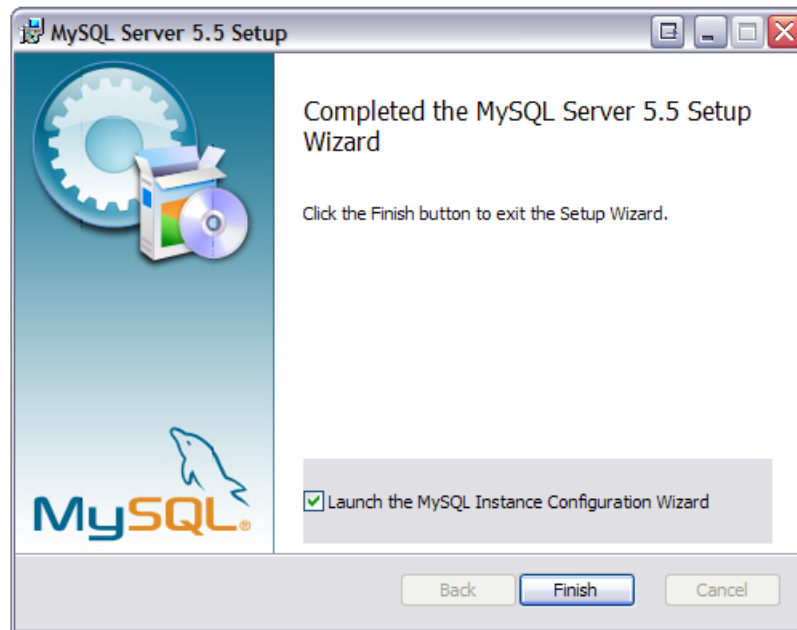 MySQL Server 5.5 Setup
Completed the MySQL Server 5.5 Setup
Wizard
Click the Finish button to exit the Setup Wizard.
Launch the MySQL Instance Configuration Wizard
MySQL®
Back
Finish
Cancel